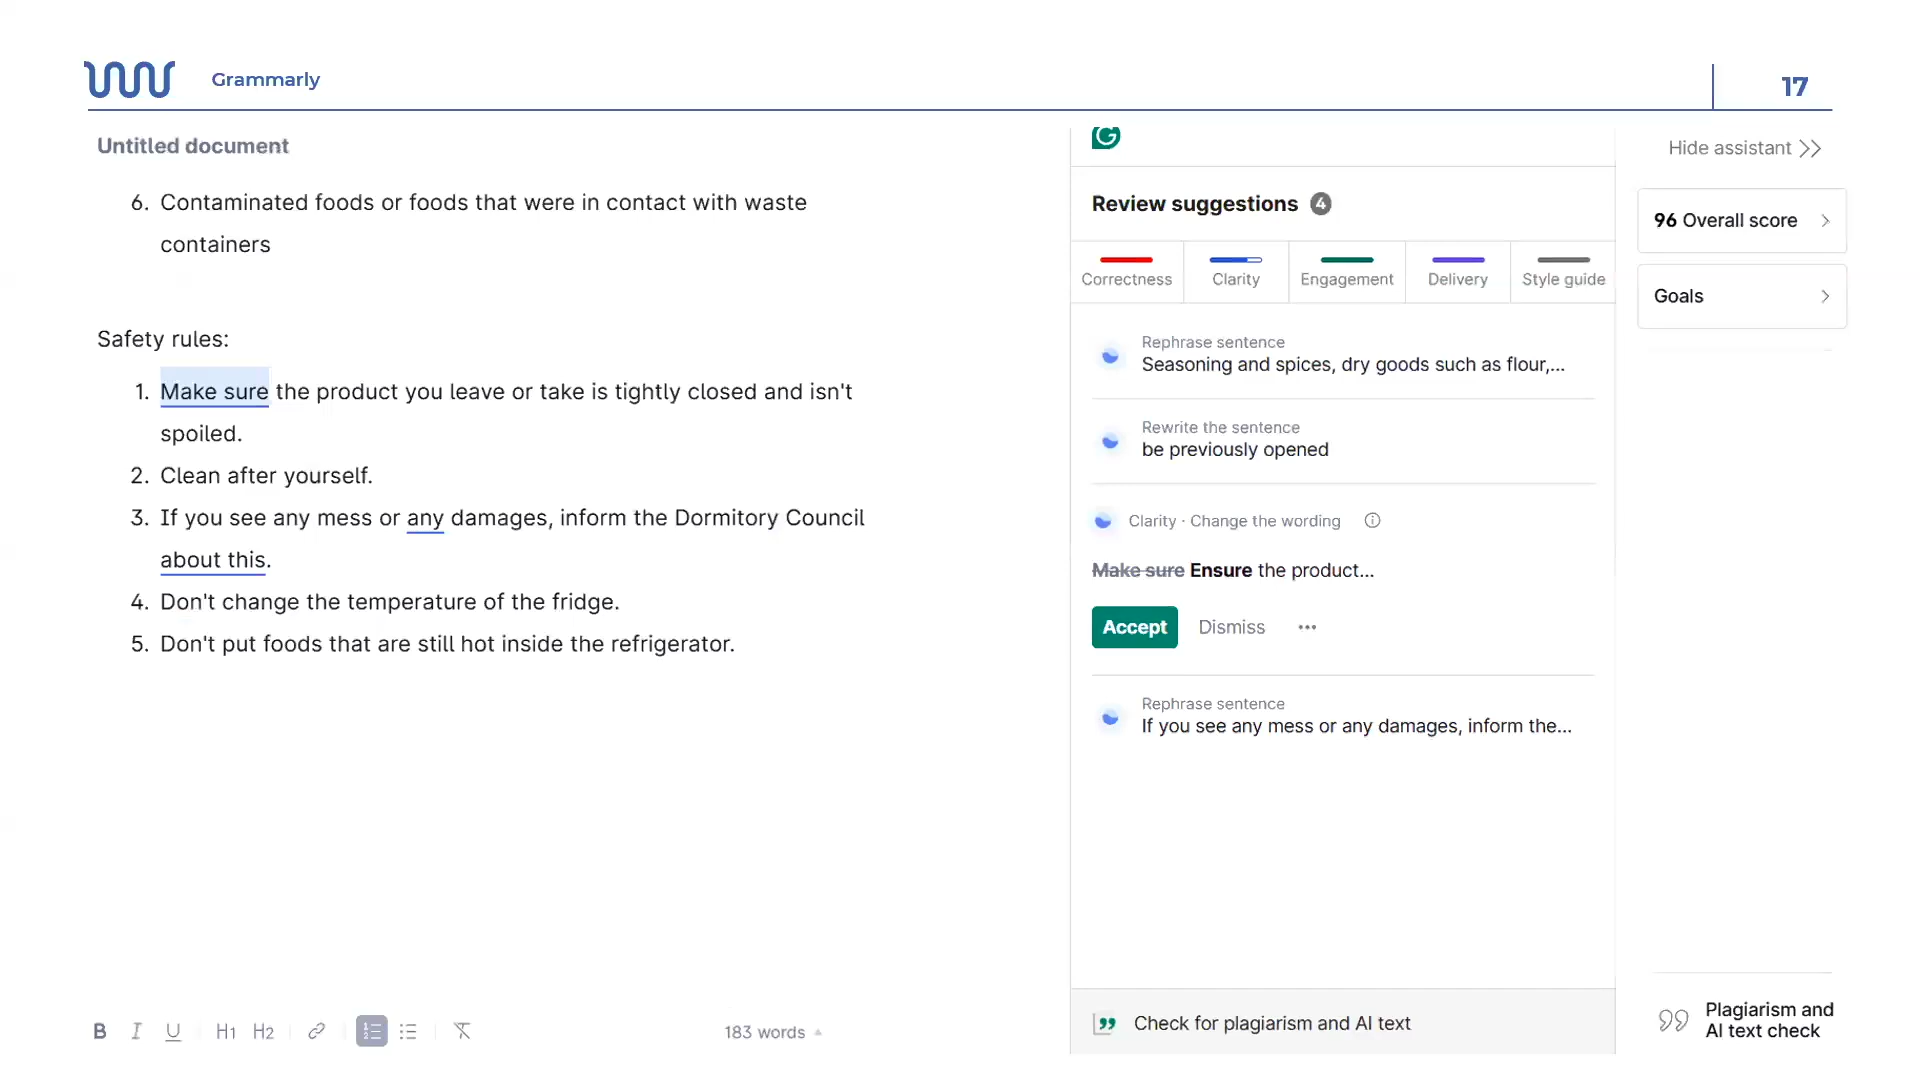 Grammarly
17
Untitled document
6. Contaminated foods or foods that were in contact with waste
containers
Safety rules:
1. Make sure the product you leave or take is tightly closed and isn't
spoiled.
2. Clean after yourself.
3. If you see any mess or any damages, inform the Dormitory Council
about this.
4. Don't change the temperature of the fridge.
5. Don't put foods that are still hot inside the refrigerator.
B I U H1 H2
183 words
Review suggestions 4
Correctness Clarity Engagement Delivery Style guide
Rephrase sentence
Seasoning and spices, dry goods such as flour,...
Rewrite the sentence
be previously opened
Clarity · Change the wording
Make sure Ensure the product...
Accept Dismiss ...
Rephrase sentence
If you see any mess or any damages, inform the...
Check for plagiarism and AI text
Hide assistant
96 Overall score
Goals
Plagiarism and
AI text check